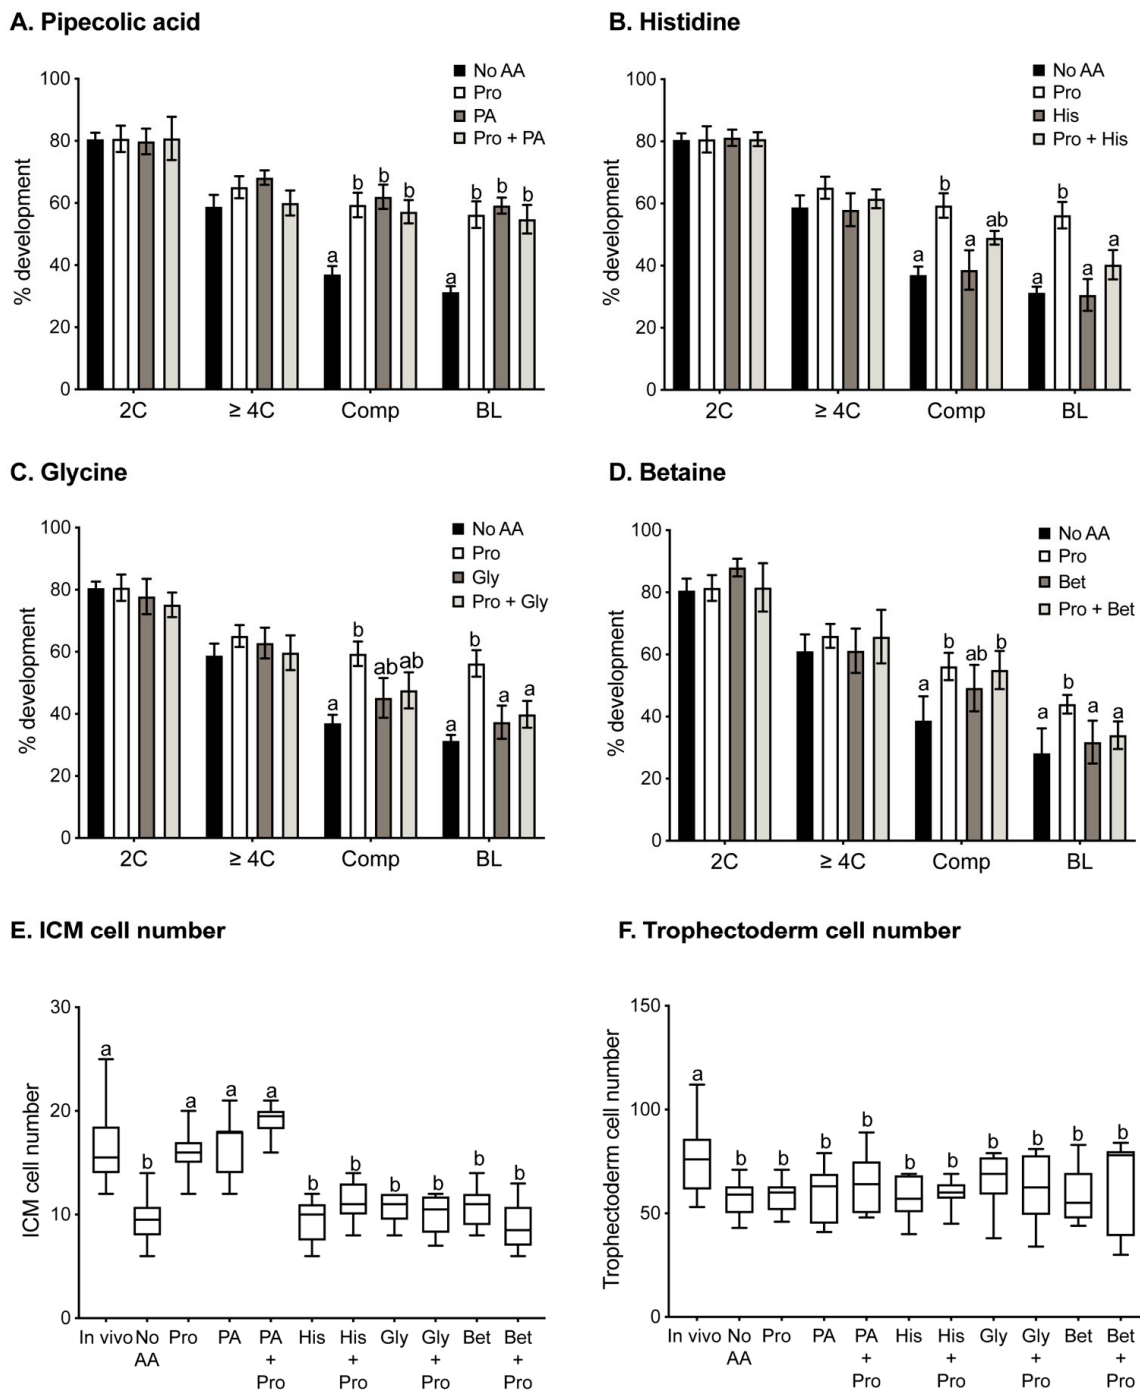 A. Pipecolic acid
100
80
60
40
20
0
% development
No AA
Pro
PA
Pro + PA
a b b b
a b b b
2C ≥ 4C Comp BL
B. Histidine
100
80
60
40
20
0
% development
No AA
Pro
His
Pro + His
a b a ab
a b a a
2C ≥ 4C Comp BL
C. Glycine
100
80
60
40
20
0
% development
No AA
Pro
Gly
Pro + Gly
a b ab ab
a b a a
2C ≥ 4C Comp BL
D. Betaine
100
80
60
40
20
0
% development
No AA
Pro
Bet
Pro + Bet
a b ab b
a b a a
2C ≥ 4C Comp BL
E. ICM cell number
30
20
10
0
ICM cell number
a b a a a b b b b b b
In vivo No Pro PA PA His His Gly Gly Bet Bet
AA + + + +
Pro Pro Pro Pro
F. Trophectoderm cell number
150
100
50
0
Trophectoderm cell number
a b b b b b b b b b b
In vivo No Pro PA PA His His Gly Gly Bet Bet
AA + + + +
Pro Pro Pro Pro